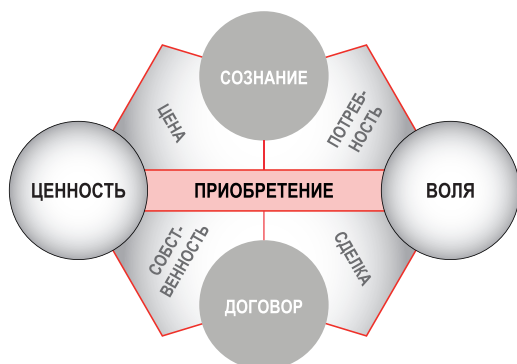 СОЗНАНИЕ
ЦЕНА
ПОТРЕБ-
НОСТЬ
ЦЕННОСТЬ
ПРИОБРЕТЕНИЕ
ВОЛЯ
СОБСТ-
ВЕННОСТЬ
СДЕЛКА
ДОГОВОР